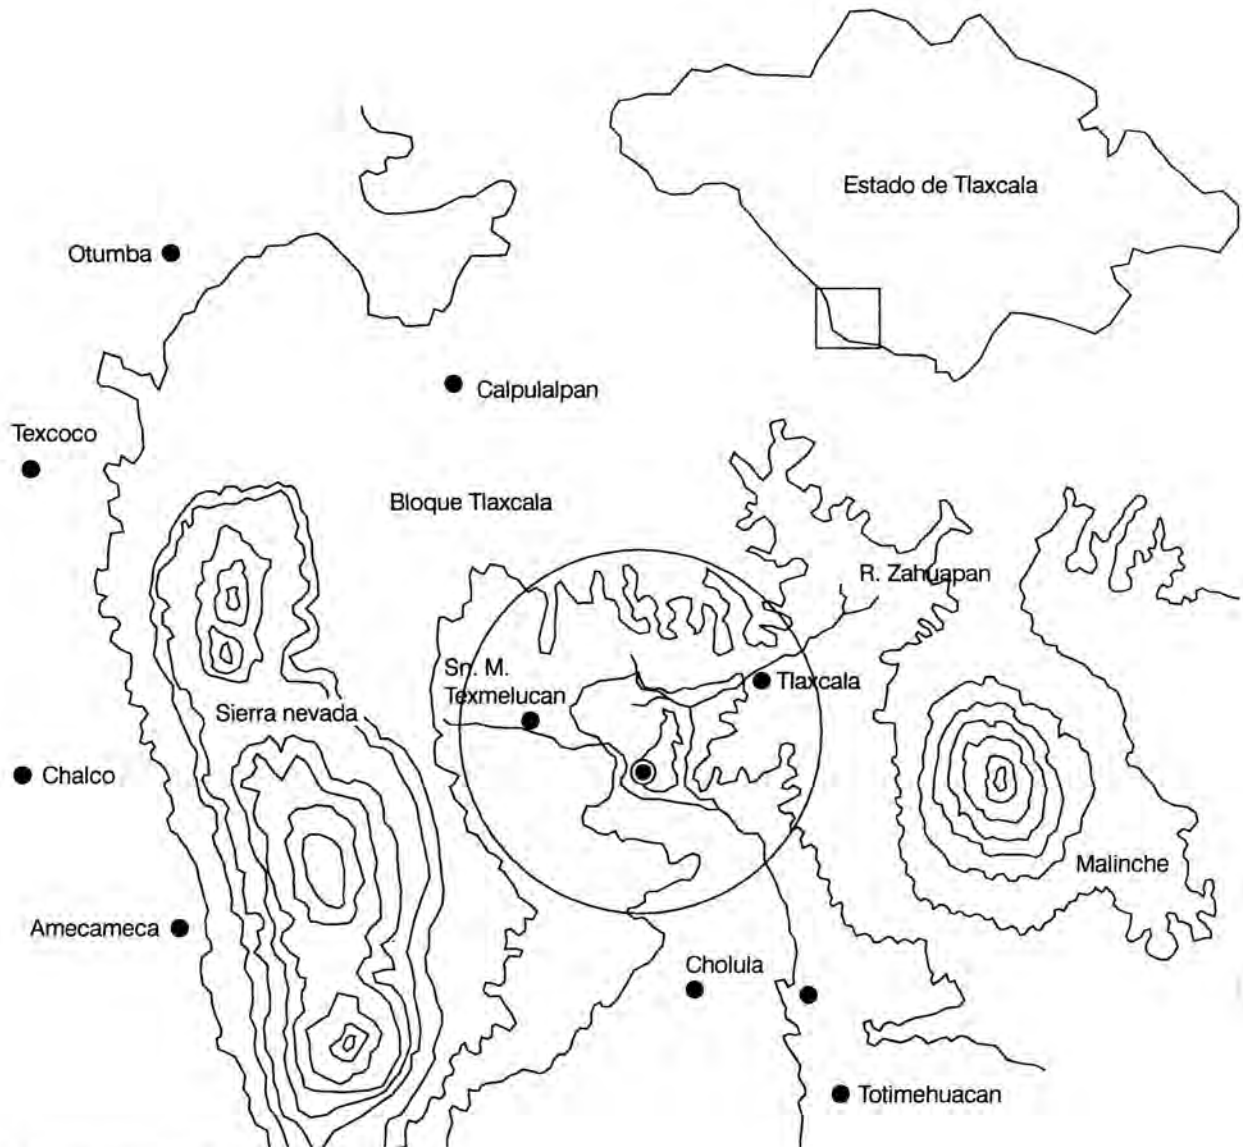 Estado de Tlaxcala
Otumba
Calpulalpan
Texcoco
Bloque Tlaxcala
R. Zahuapan
Sn. M.
Texmelucan
Tlaxcala
Sierra nevada
Chalco
Malinche
Amecameca
Cholula
Totimehuacan